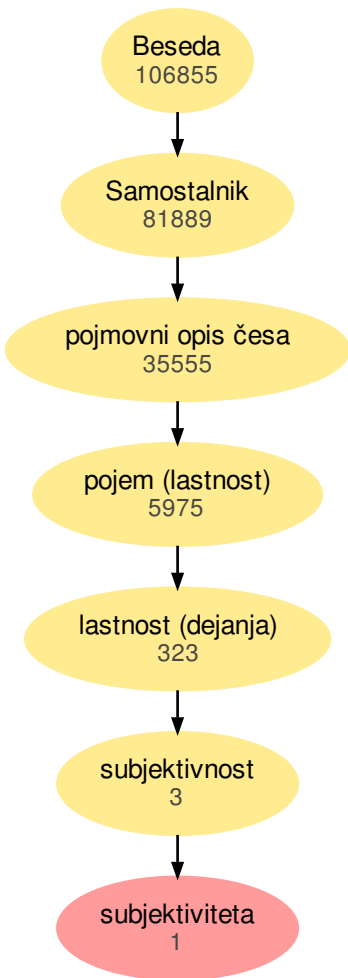 Beseda
106855
Samostalnik
81889
pojmovni opis česa
35555
pojem (lastnost)
5975
lastnost (dejanja)
323
subjektivnost
3
subjektiviteta
1